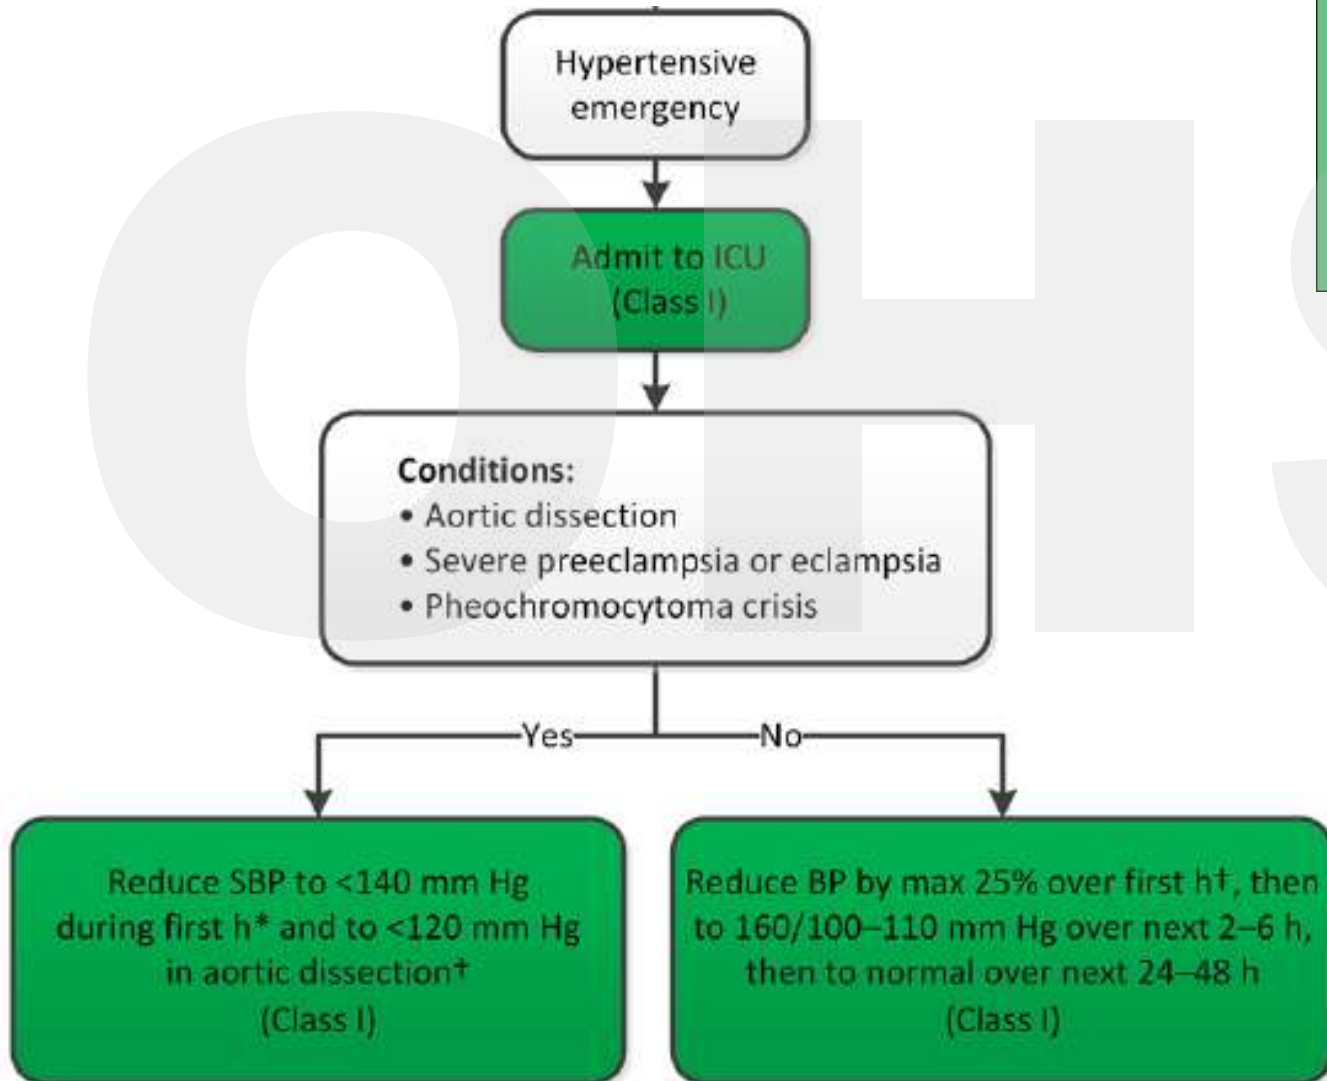 Hypertensive
emergency
Admit to ICU
(Class I)
Conditions:
• Aortic dissection
• Severe preeclampsia or eclampsia
• Pheochromocytoma crisis
Yes
No
Reduce SBP to <140 mm Hg
during first h* and to <120 mm Hg
in aortic dissection†
(Class I)
Reduce BP by max 25% over first h†, then
to 160/100–110 mm Hg over next 2–6 h,
then to normal over next 24–48 h
(Class I)
OHS